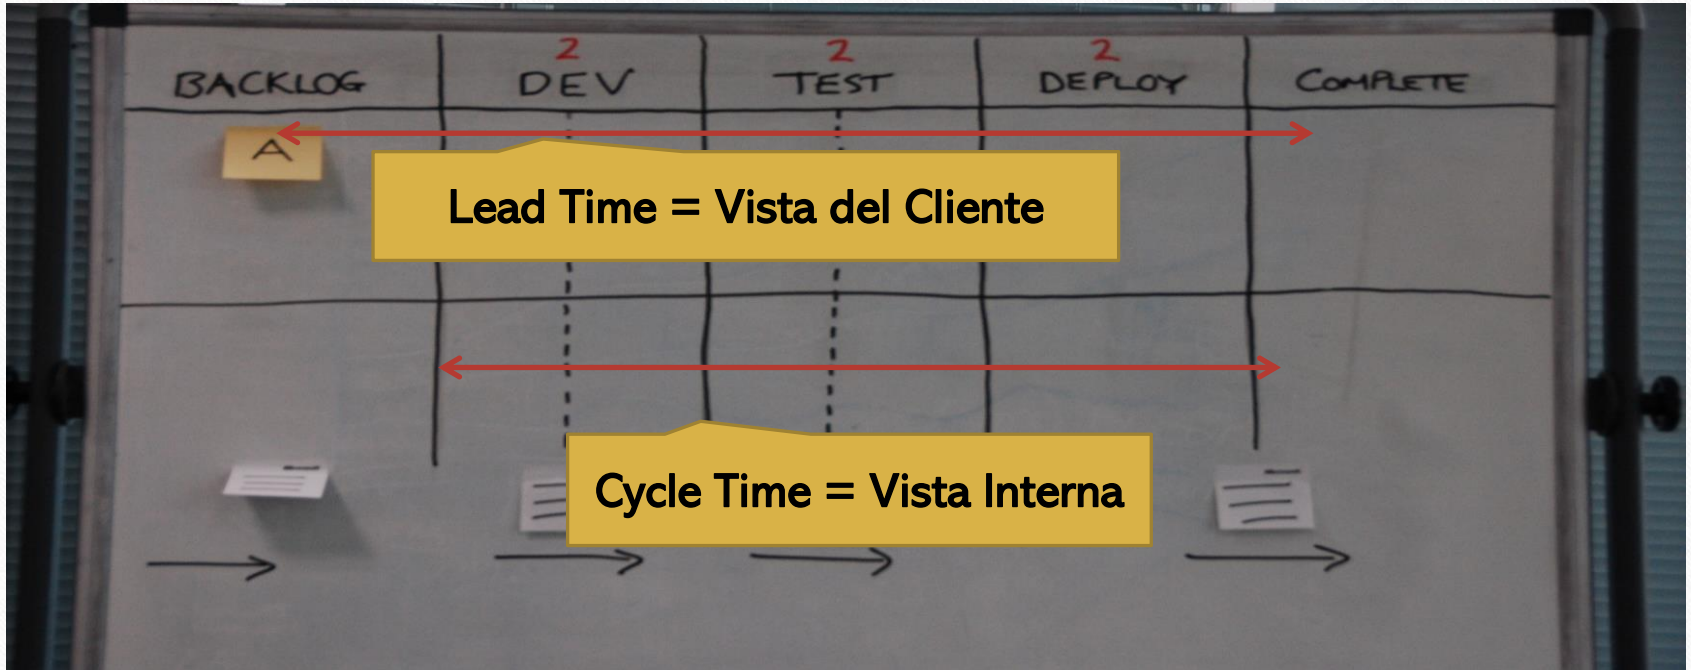 2 2 2
BACKLOG DEV TEST DEPLOY COMPLETE
A
Lead Time = Vista del Cliente
Cycle Time = Vista Interna